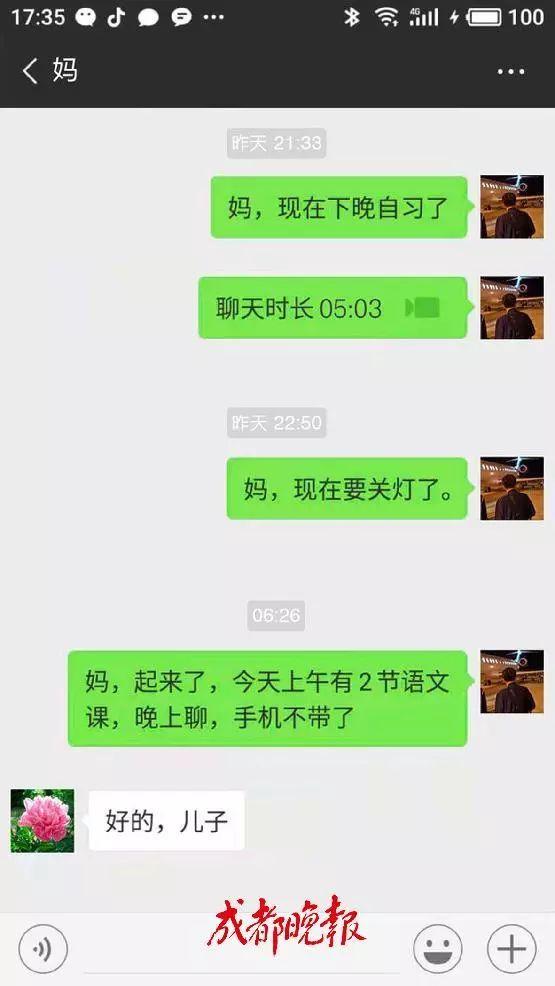 17:35
4G
100
妈
昨天 21:33
妈，现在下晚自习了
聊天时长 05:03
昨天 22:50
妈，现在要关灯了。
06:26
妈，起来了，今天上午有2节语文
课，晚上聊，手机不带了
好的，儿子
成都晚报